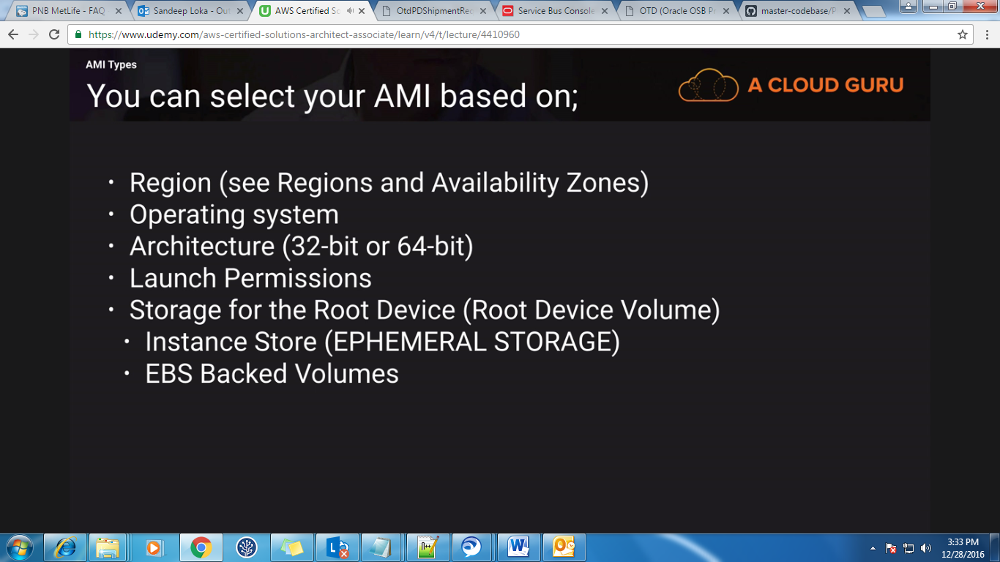 PNB MetLife - FAQ
Sandeep Loka - Out
AWS Certified So
OtdPDShipmentReq
Service Bus Console
OTD (Oracle OSB Pr
master-codebase/P
https://www.udemy.com/aws-certified-solutions-architect-associate/learn/v4/t/lecture/4410960
AMI Types
You can select your AMI based on;
A CLOUD GURU
• Region (see Regions and Availability Zones)
• Operating system
• Architecture (32-bit or 64-bit)
• Launch Permissions
• Storage for the Root Device (Root Device Volume)
• Instance Store (EPHEMERAL STORAGE)
• EBS Backed Volumes
3:33 PM
12/28/2016